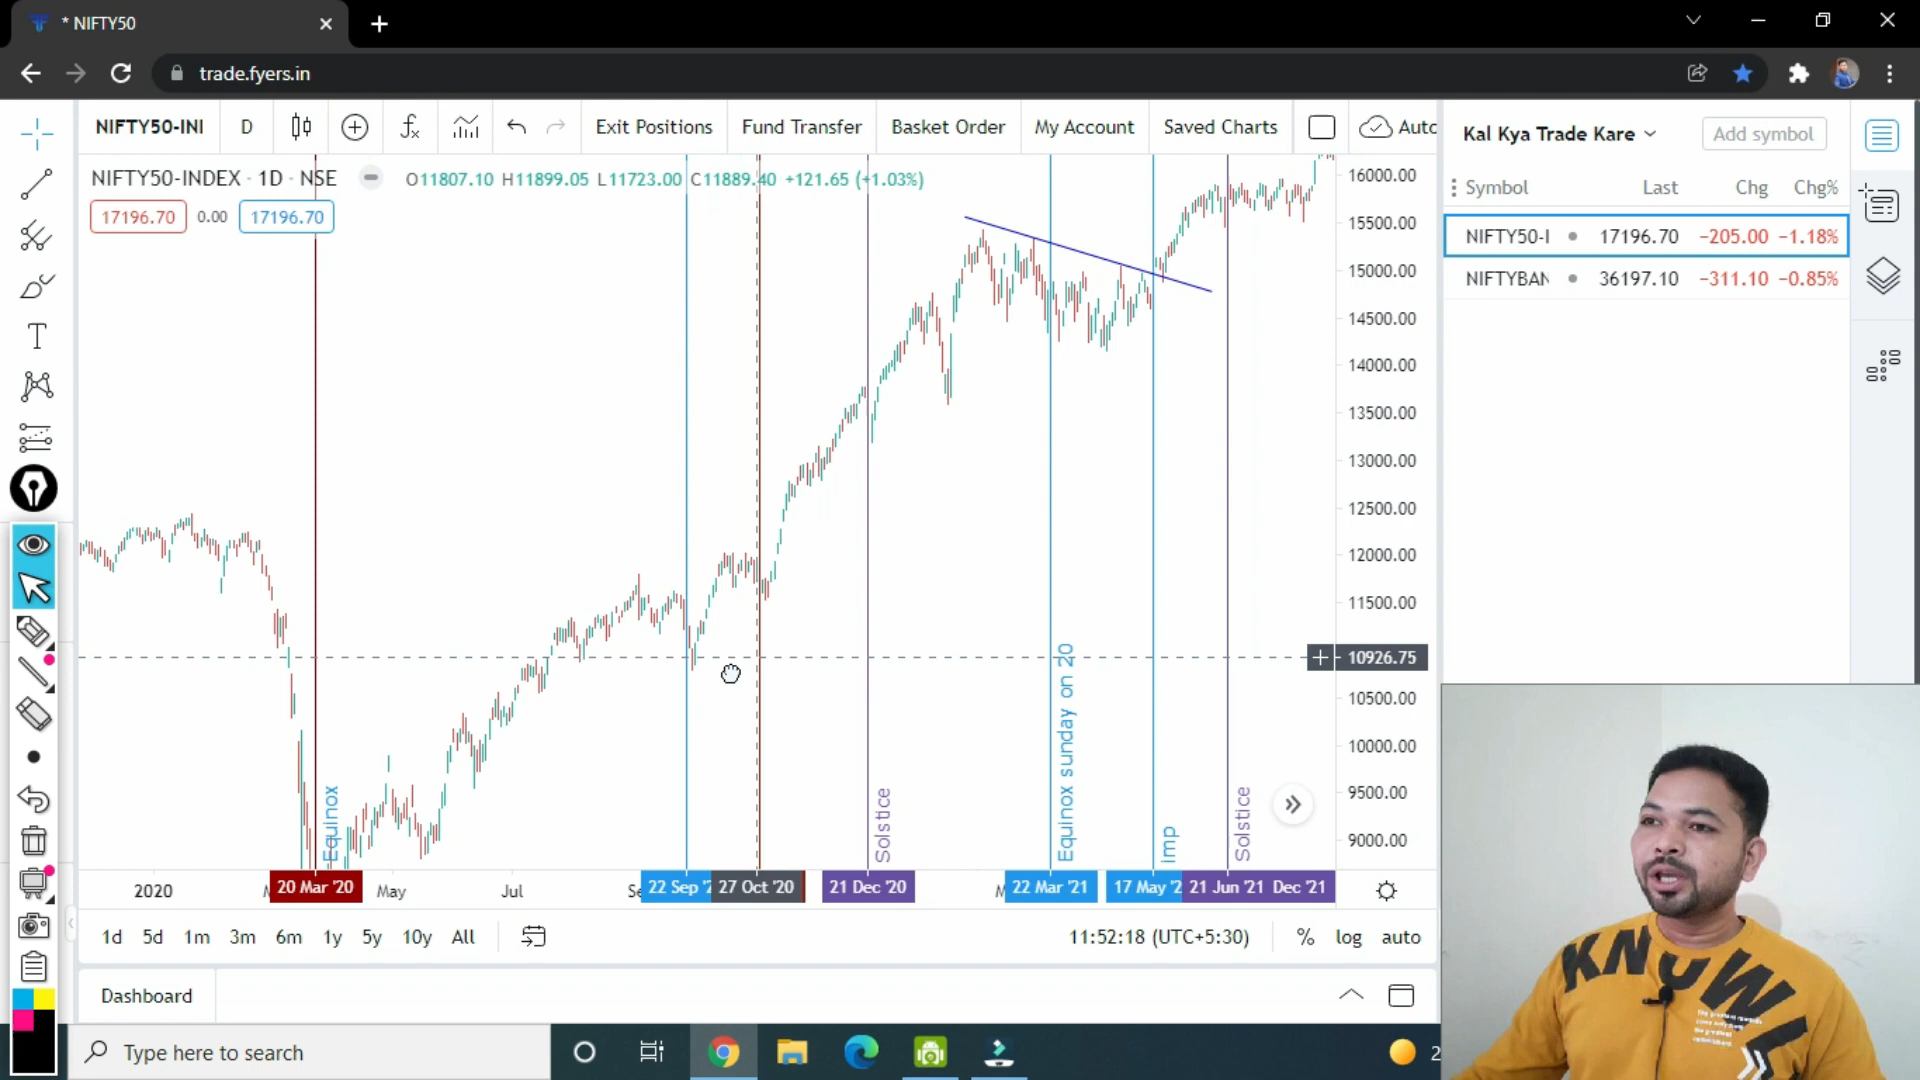 * NIFTY50
trade.fyers.in
NIFTY50-INI D Exit Positions Fund Transfer Basket Order My Account Saved Charts Auto
NIFTY50-INDEX · 1D · NSE O11807.10 H11899.05 L11723.00 C11889.40 +121.65 (+1.03%)
17196.70 0.00 17196.70
Kal Kya Trade Kare Add symbol
Symbol Last Chg Chg%
NIFTY50-I 17196.70 −205.00 −1.18%
NIFTYBAN 36197.10 −311.10 −0.85%
16000.00
15500.00
15000.00
14500.00
14000.00
13500.00
13000.00
12500.00
12000.00
11500.00
10926.75
10500.00
10000.00
9500.00
9000.00
Equinox
Solstice
Equinox sunday on 20
imp
Solstice
2020 20 Mar '20 May Jul 22 Sep '2 27 Oct '20 21 Dec '20 22 Mar '21 17 May '2 21 Jun '21 Dec '21
1d 5d 1m 3m 6m 1y 5y 10y All 11:52:18 (UTC+5:30) % log auto
Dashboard
KNOW
Type here to search
2